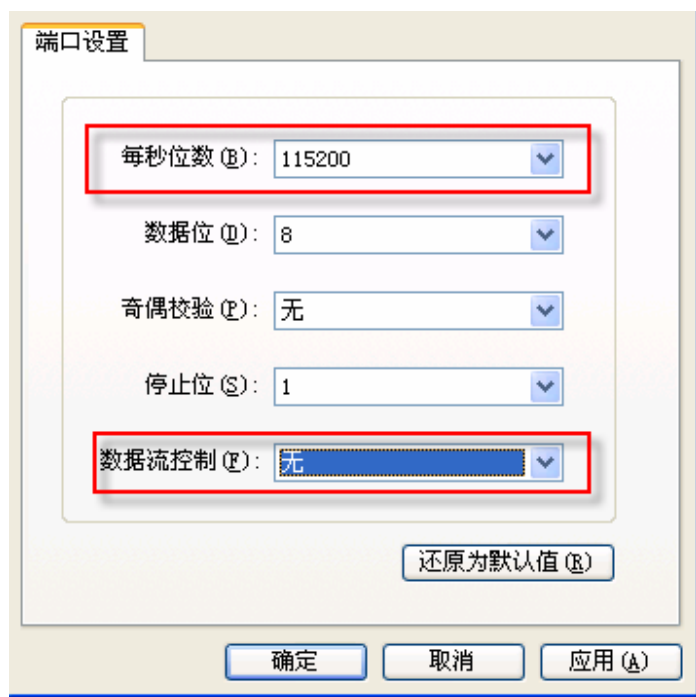 端口设置
每秒位数(B): 115200
数据位(D): 8
奇偶校验(P): 无
停止位(S): 1
数据流控制(F): 无
还原为默认值(R)
确定 取消 应用(A)